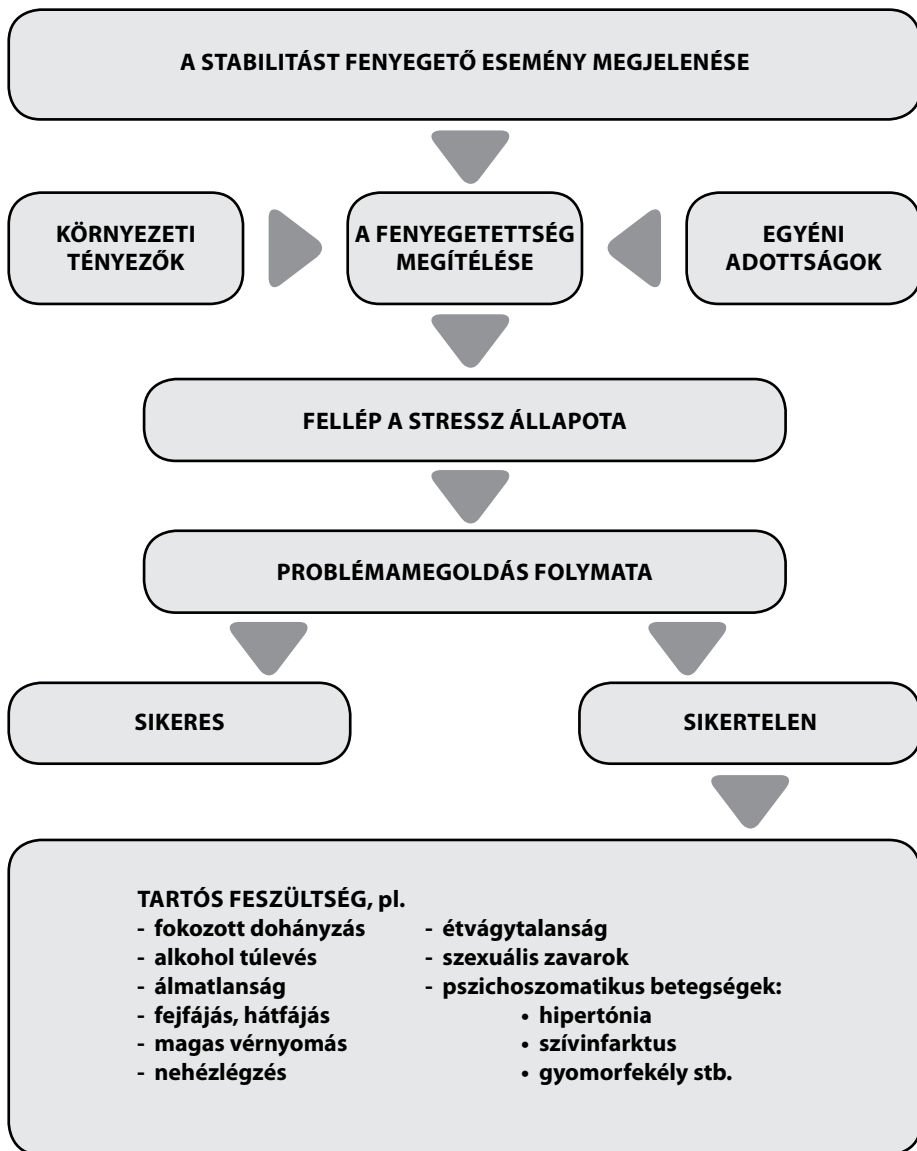 A STABILITÁST FENYEGETŐ ESEMÉNY MEGJELENÉSE
KÖRNYEZETI
TÉNYEZŐK
A FENYEGETETTSÉG
MEGÍTÉLÉSE
EGYÉNI
ADOTTSÁGOK
FELLÉP A STRESSZ ÁLLAPOTA
PROBLÉMAMEGOLDÁS FOLYMATA
SIKERES
SIKERTELEN
TARTÓS FESZÜLTSÉG, pl.
- fokozott dohányzás
- alkohol túlevés
- álmatlanság
- fejfájás, hátfájás
- magas vérnyomás
- nehézlégzés
- étvágytalanság
- szexuális zavarok
- pszichoszomatikus betegségek:
• hipertónia
• szívinfarktus
• gyomorfekély stb.